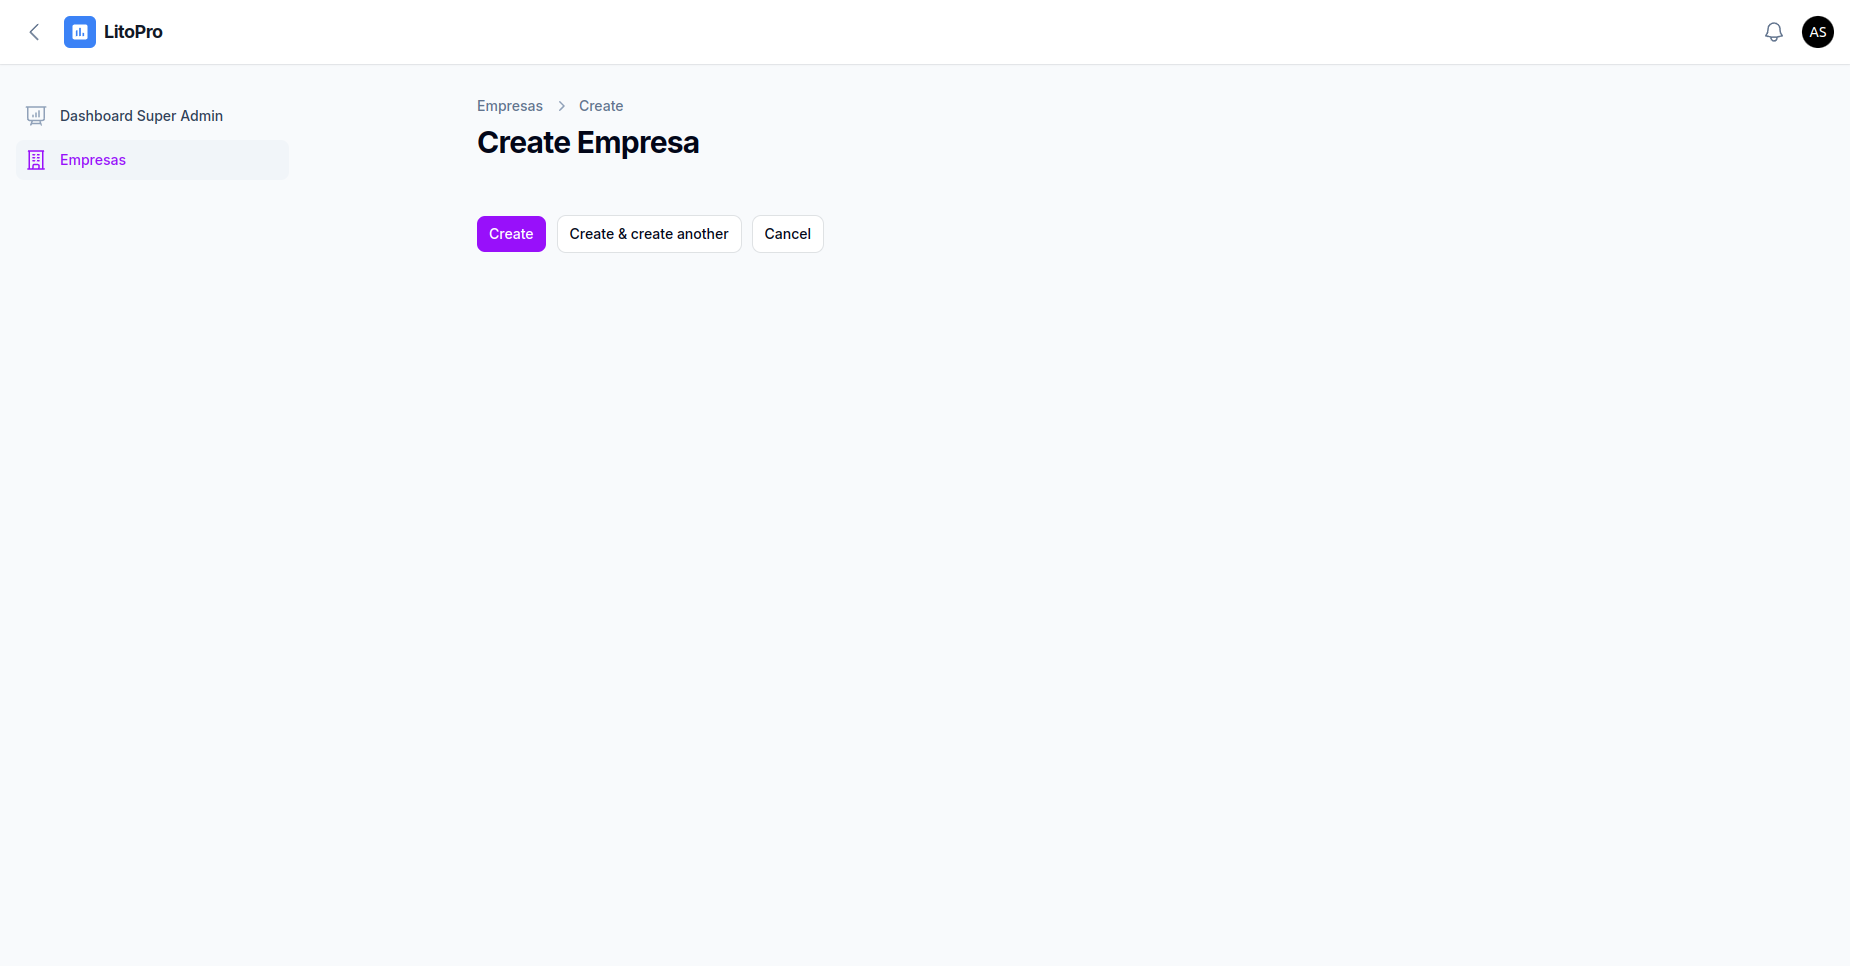 LitoPro
AS
Dashboard Super Admin
Empresas
Empresas > Create
Create Empresa
Create
Create & create another
Cancel